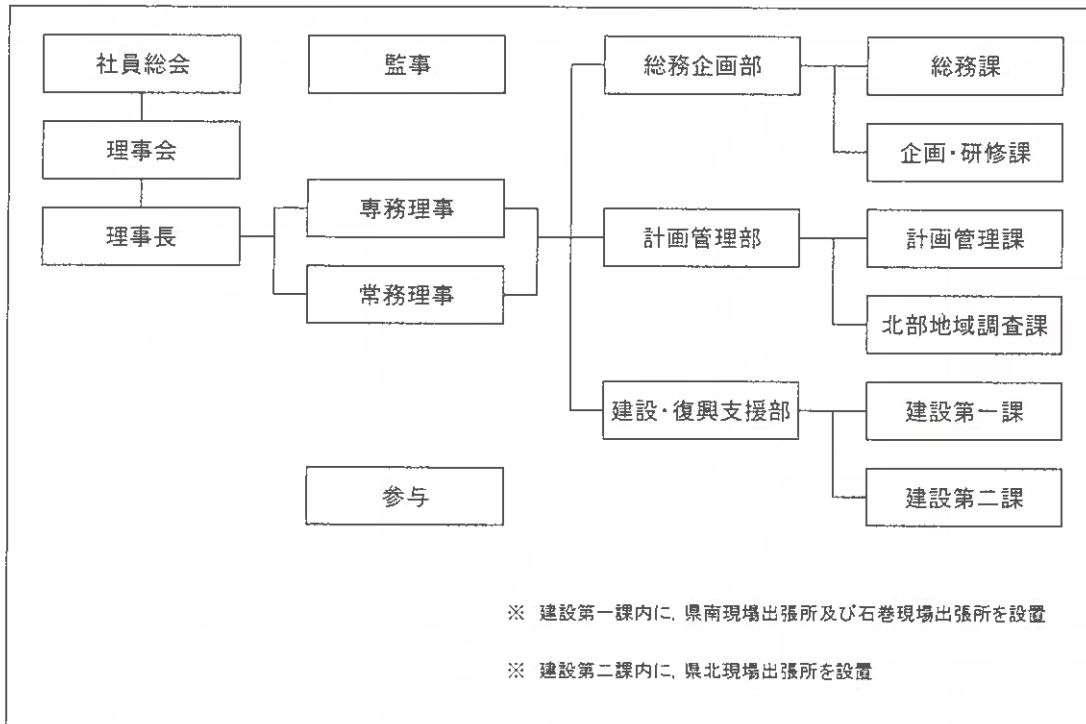 社員総会
監事
総務企画部
総務課
理事会
企画・研修課
専務理事
理事長
計画管理部
計画管理課
常務理事
北部地域調査課
建設・復興支援部
建設第一課
参与
建設第二課
※ 建設第一課内に, 県南現場出張所及び石巻現場出張所を設置
※ 建設第二課内に, 県北現場出張所を設置